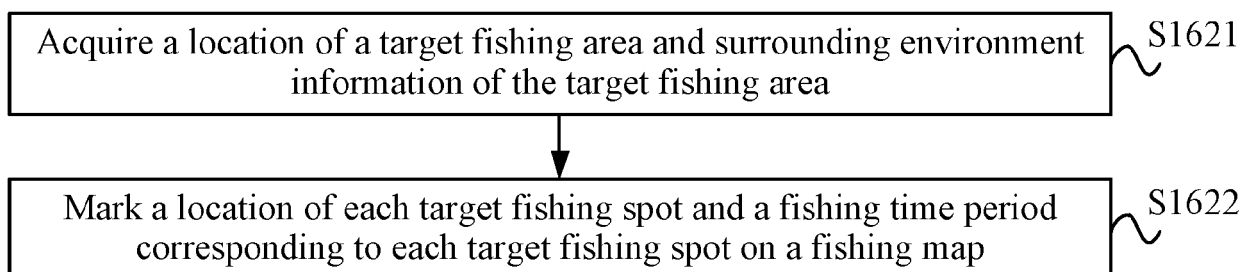 Acquire a location of a target fishing area and surrounding environment
information of the target fishing area
S1621
Mark a location of each target fishing spot and a fishing time period
corresponding to each target fishing spot on a fishing map
S1622